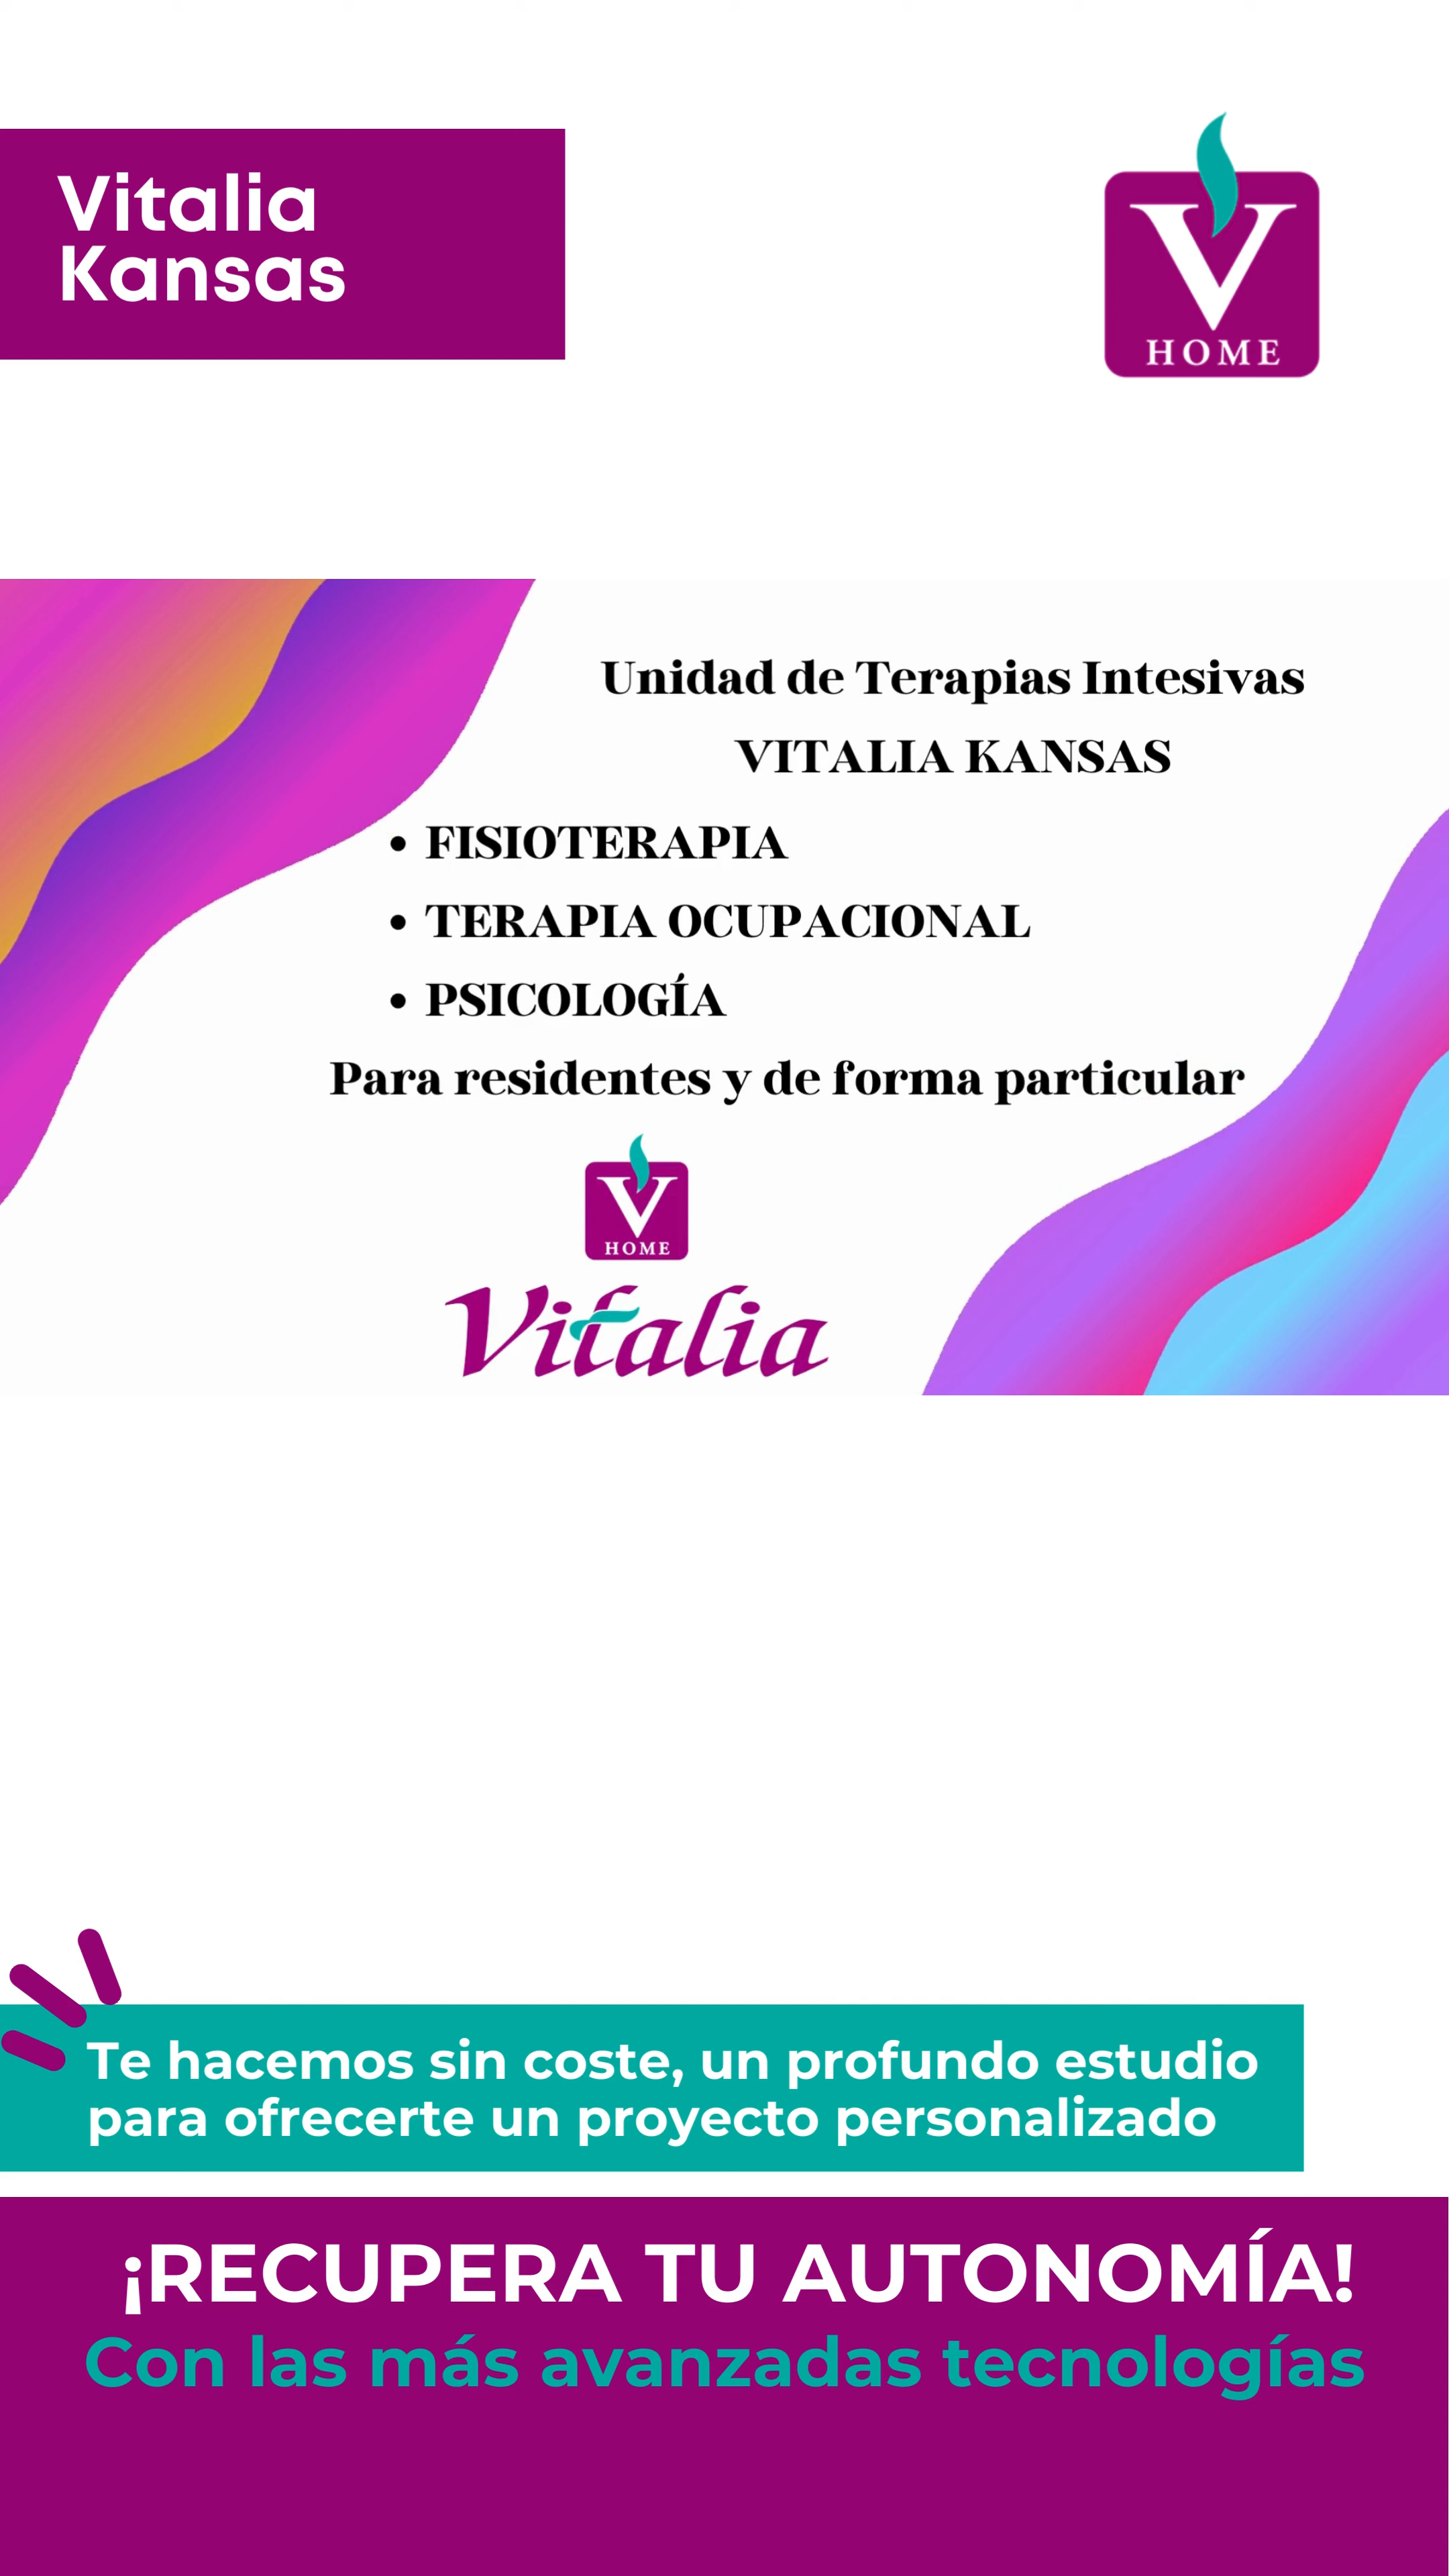 Vitalia
Kansas
V
HOME
Unidad de Terapias Intesivas
VITALIA KANSAS
• FISIOTERAPIA
• TERAPIA OCUPACIONAL
• PSICOLOGÍA
Para residentes y de forma particular
V
HOME
Vitalia
Te hacemos sin coste, un profundo estudio
para ofrecerte un proyecto personalizado
¡RECUPERA TU AUTONOMÍA!
Con las más avanzadas tecnologías